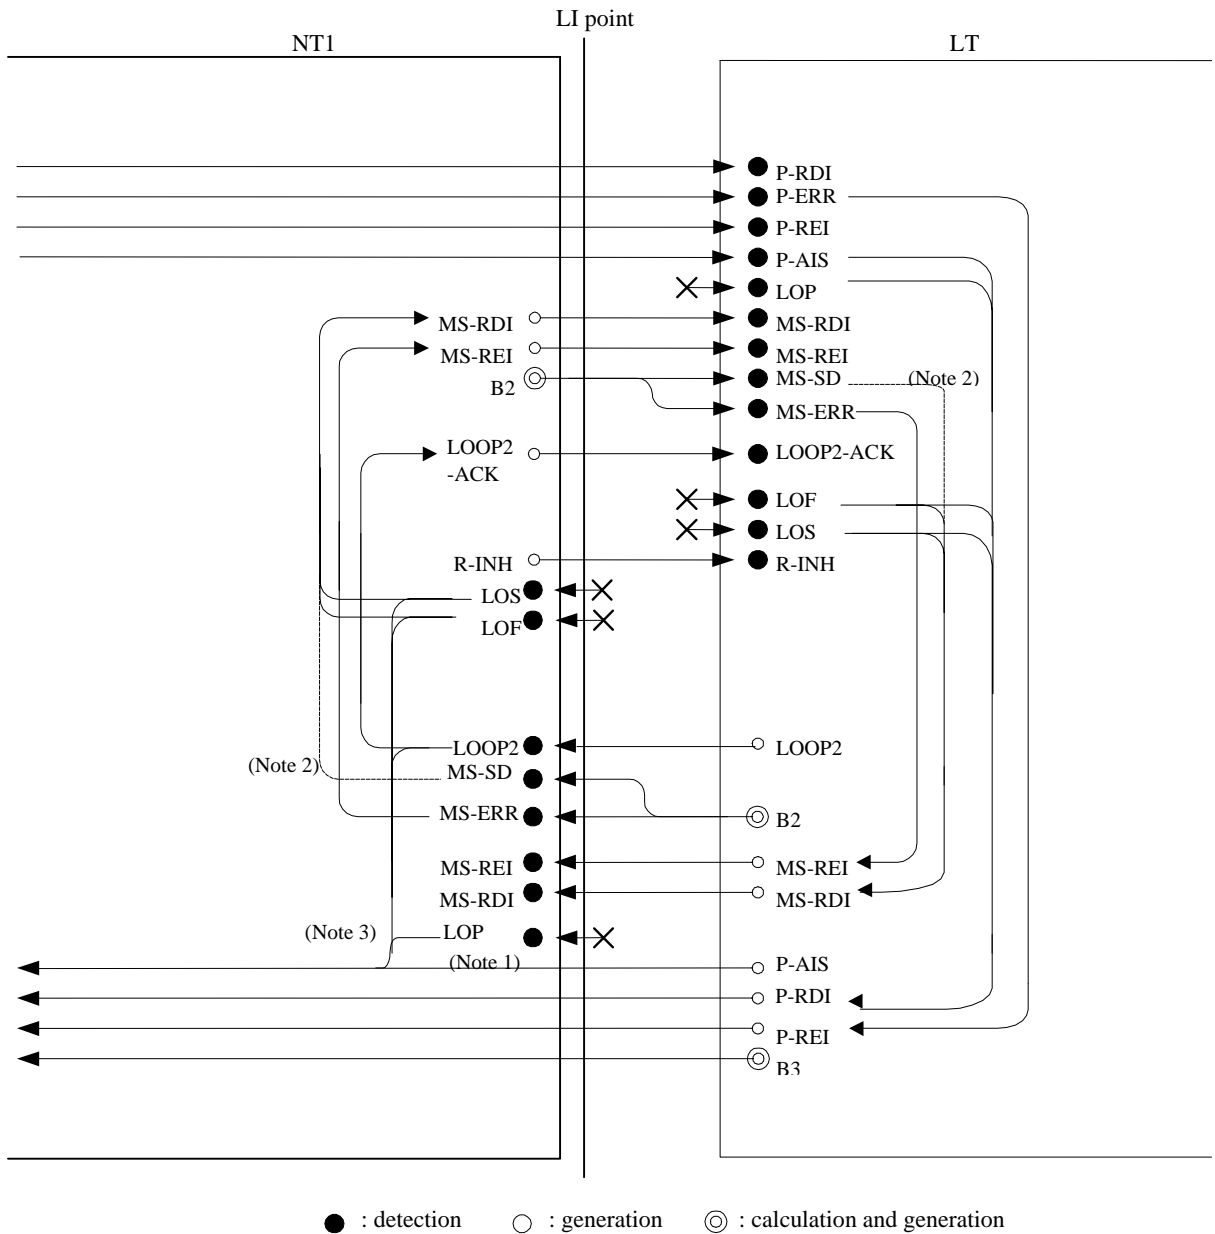 LI point
NT1
LT
P-RDI
P-ERR
P-REI
P-AIS
LOP
MS-RDI
MS-REI
MS-SD
(Note 2)
MS-ERR
LOOP2-ACK
LOF
LOS
R-INH
MS-RDI
MS-REI
B2
LOOP2
-ACK
R-INH
LOS
LOF
LOOP2
(Note 2)
MS-SD
MS-ERR
MS-REI
MS-RDI
(Note 3)
LOP
(Note 1)
LOOP2
B2
MS-REI
MS-RDI
P-AIS
P-RDI
P-REI
B3
: detection
: generation
: calculation and generation